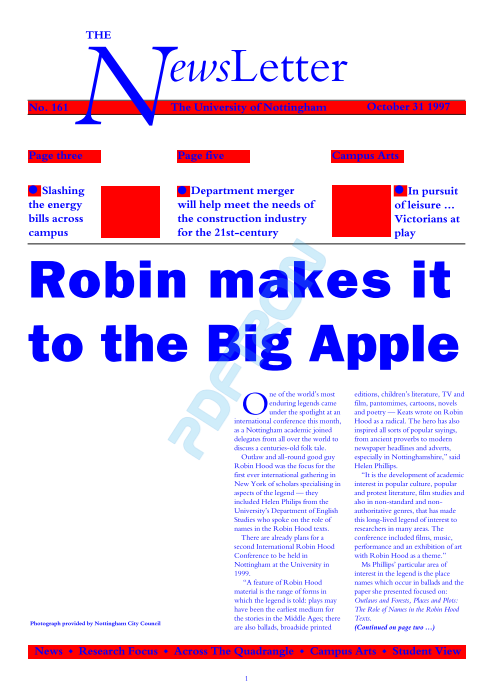 THE
NewsLetter
No. 161
The University of Nottingham
October 31 1997
Page three
Page five
Campus Arts
Slashing
the energy
bills across
campus
Department merger
will help meet the needs of
the construction industry
for the 21st-century
In pursuit
of leisure ...
Victorians at
play
Robin makes it
to the Big Apple
PDFTRON
One of the world's most
enduring legends came
under the spotlight at an
international conference this month,
as a Nottingham academic joined
delegates from all over the world to
discuss a centuries-old folk tale.
Outlaw and all-round good guy
Robin Hood was the focus for the
first ever international gathering in
New York of scholars specialising in
aspects of the legend — they
included Helen Philips from the
University's Department of English
Studies who spoke on the role of
names in the Robin Hood texts.
There are already plans for a
second International Robin Hood
Conference to be held in
Nottingham at the University in
1999.
"A feature of Robin Hood
material is the range of forms in
which the legend is told: plays may
have been the earliest medium for
the stories in the Middle Ages; there
are also ballads, broadside printed
editions, children's literature, TV and
film, pantomimes, cartoons, novels
and poetry — Keats wrote on Robin
Hood as a radical. The hero has also
inspired all sorts of popular sayings,
from ancient proverbs to modern
newspaper headlines and adverts,
especially in Nottinghamshire," said
Helen Phillips.
"It is the development of academic
interest in popular culture, popular
and protest literature, film studies and
also in non-standard and non-
authoritative genres, that has made
this long-lived legend of interest to
researchers in many areas. The
conference included films, music,
performance and an exhibition of art
with Robin Hood as a theme."
Ms Phillips' particular area of
interest in the legend is the place
names which occur in ballads and the
paper she presented focused on:
Outlaws and Forests, Places and Plots:
The Role of Names in the Robin Hood
Texts.
(Continued on page two ...)
Photograph provided by Nottingham City Council
News • Research Focus • Across The Quadrangle • Campus Arts • Student View
1